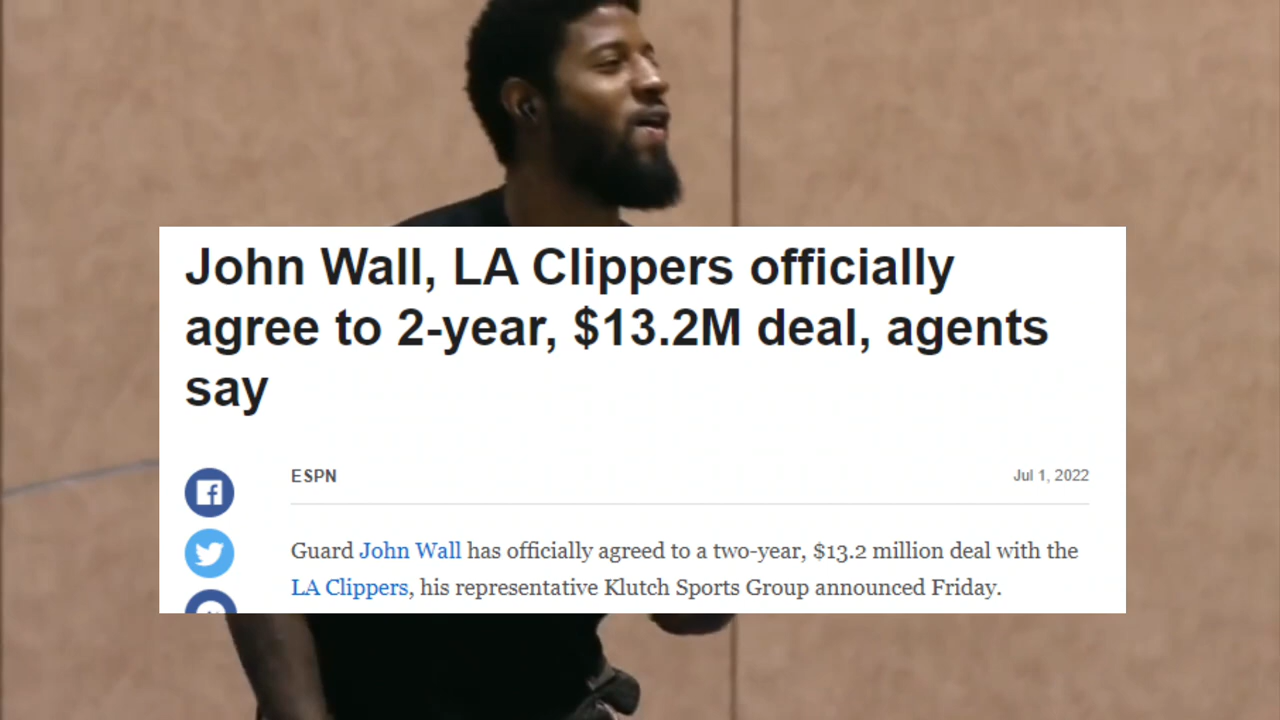 John Wall, LA Clippers officially
agree to 2-year, $13.2M deal, agents
say
ESPN
Jul 1, 2022
Guard John Wall has officially agreed to a two-year, $13.2 million deal with the
LA Clippers, his representative Klutch Sports Group announced Friday.